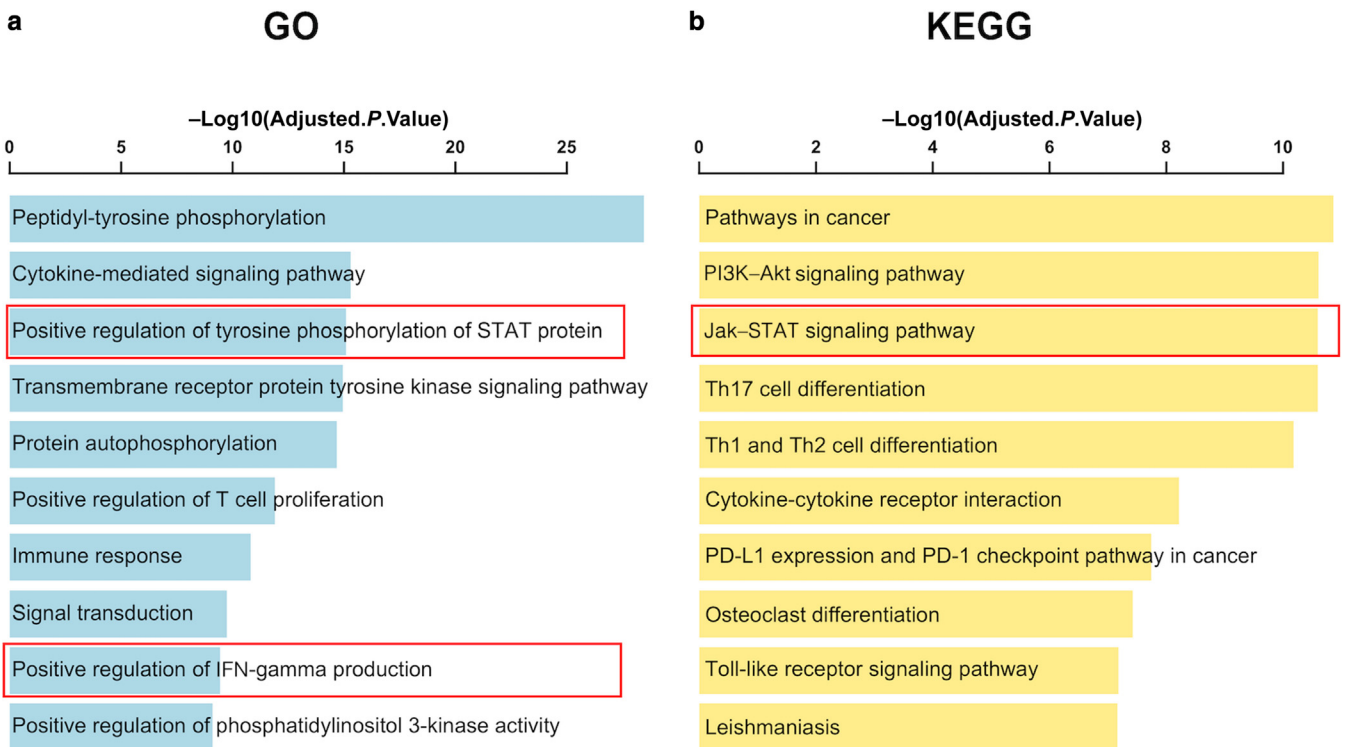 a
GO
–Log10(Adjusted.P.Value)
0 5 10 15 20 25
Peptidyl-tyrosine phosphorylation
Cytokine-mediated signaling pathway
Positive regulation of tyrosine phosphorylation of STAT protein
Transmembrane receptor protein tyrosine kinase signaling pathway
Protein autophosphorylation
Positive regulation of T cell proliferation
Immune response
Signal transduction
Positive regulation of IFN-gamma production
Positive regulation of phosphatidylinositol 3-kinase activity
b
KEGG
–Log10(Adjusted.P.Value)
0 2 4 6 8 10
Pathways in cancer
PI3K–Akt signaling pathway
Jak–STAT signaling pathway
Th17 cell differentiation
Th1 and Th2 cell differentiation
Cytokine-cytokine receptor interaction
PD-L1 expression and PD-1 checkpoint pathway in cancer
Osteoclast differentiation
Toll-like receptor signaling pathway
Leishmaniasis